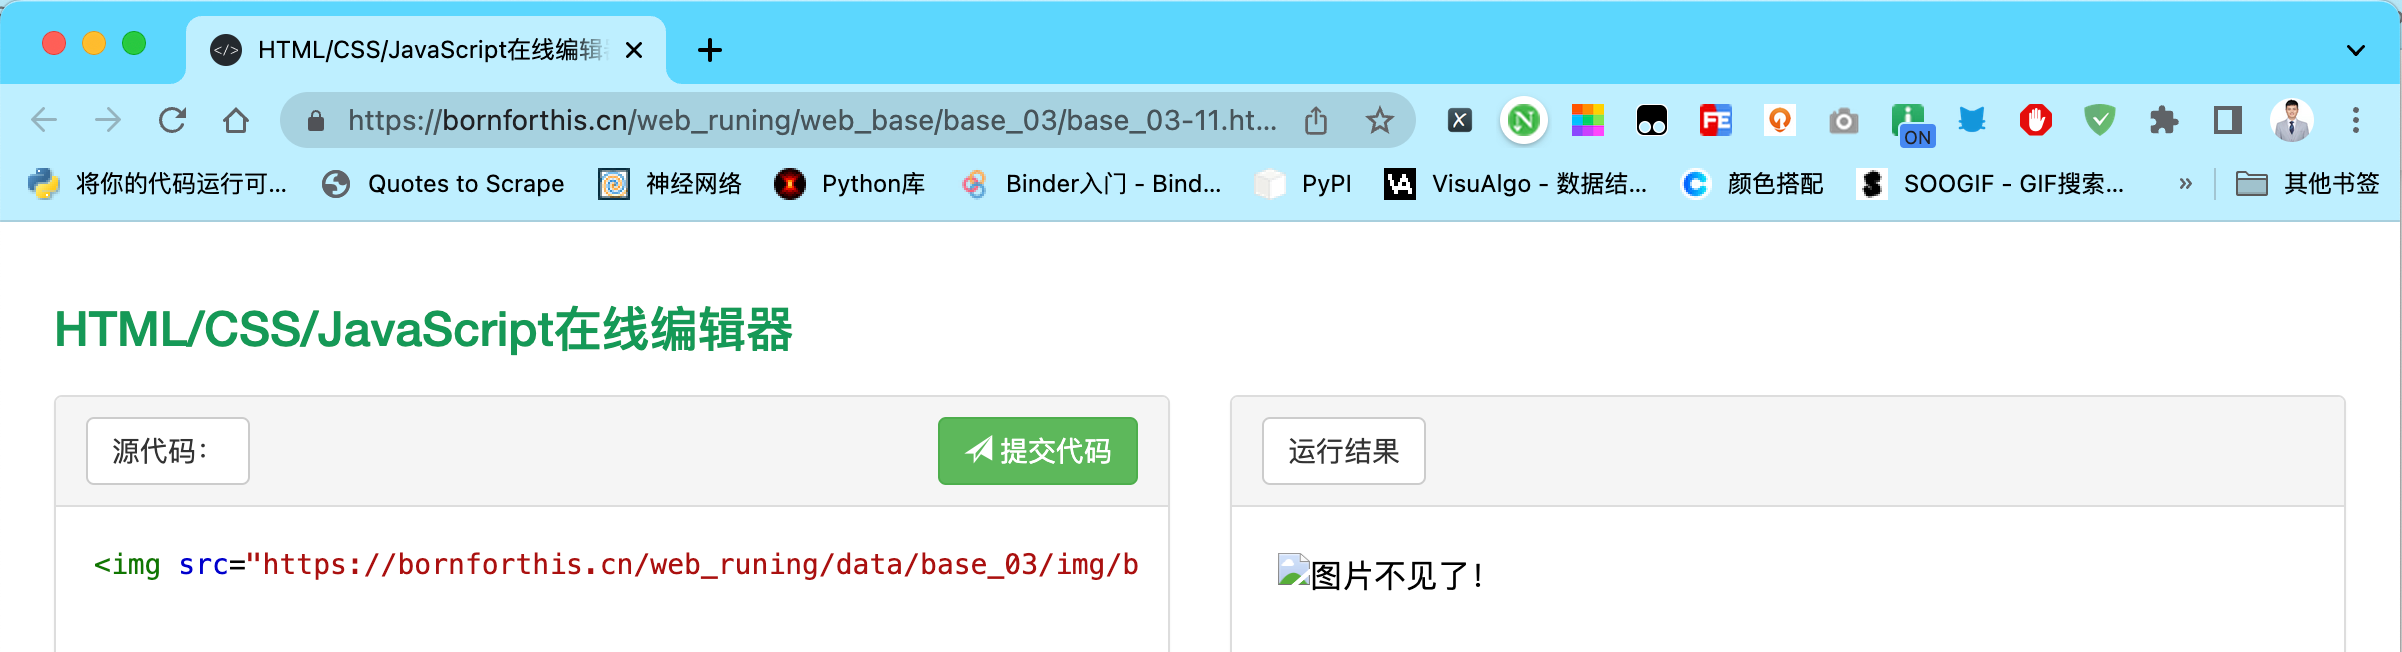 HTML/CSS/JavaScript在线编辑
https://bornforthis.cn/web_runing/web_base/base_03/base_03-11.ht...
ON
将你的代码运行可... Quotes to Scrape 神经网络 Python库 Binder入门 - Bind... PyPI VisuAlgo - 数据结... 颜色搭配 SOOGIF - GIF搜索... » 其他书签
HTML/CSS/JavaScript在线编辑器
源代码： 提交代码 运行结果
<img src="https://bornforthis.cn/web_runing/data/base_03/img/b
图片不见了！